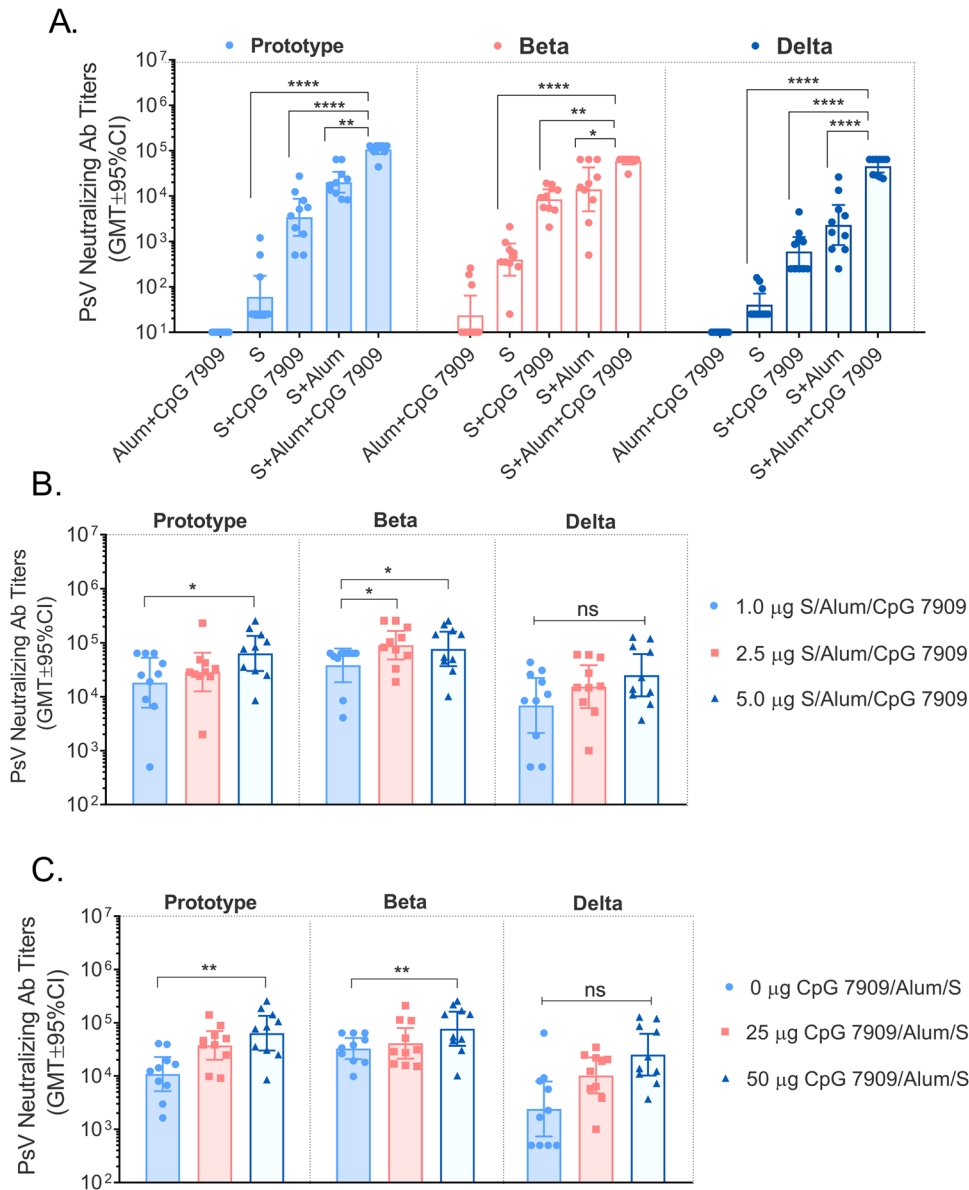 A.
Prototype Beta Delta
PsV Neutralizing Ab Titers
(GMT±95%CI)
10⁷
10⁶
10⁵
10⁴
10³
10²
10¹
**** **** **
**** ** *
**** **** ****
Alum+CpG 7909
S
S+CpG 7909
S+Alum
S+Alum+CpG 7909
Alum+CpG 7909
S
S+CpG 7909
S+Alum
S+Alum+CpG 7909
Alum+CpG 7909
S
S+CpG 7909
S+Alum
S+Alum+CpG 7909
B.
Prototype Beta Delta
PsV Neutralizing Ab Titers
(GMT±95%CI)
10⁷
10⁶
10⁵
10⁴
10³
10²
*
*
*
ns
1.0 μg S/Alum/CpG 7909
2.5 μg S/Alum/CpG 7909
5.0 μg S/Alum/CpG 7909
C.
Prototype Beta Delta
PsV Neutralizing Ab Titers
(GMT±95%CI)
10⁷
10⁶
10⁵
10⁴
10³
10²
**
**
ns
0 μg CpG 7909/Alum/S
25 μg CpG 7909/Alum/S
50 μg CpG 7909/Alum/S